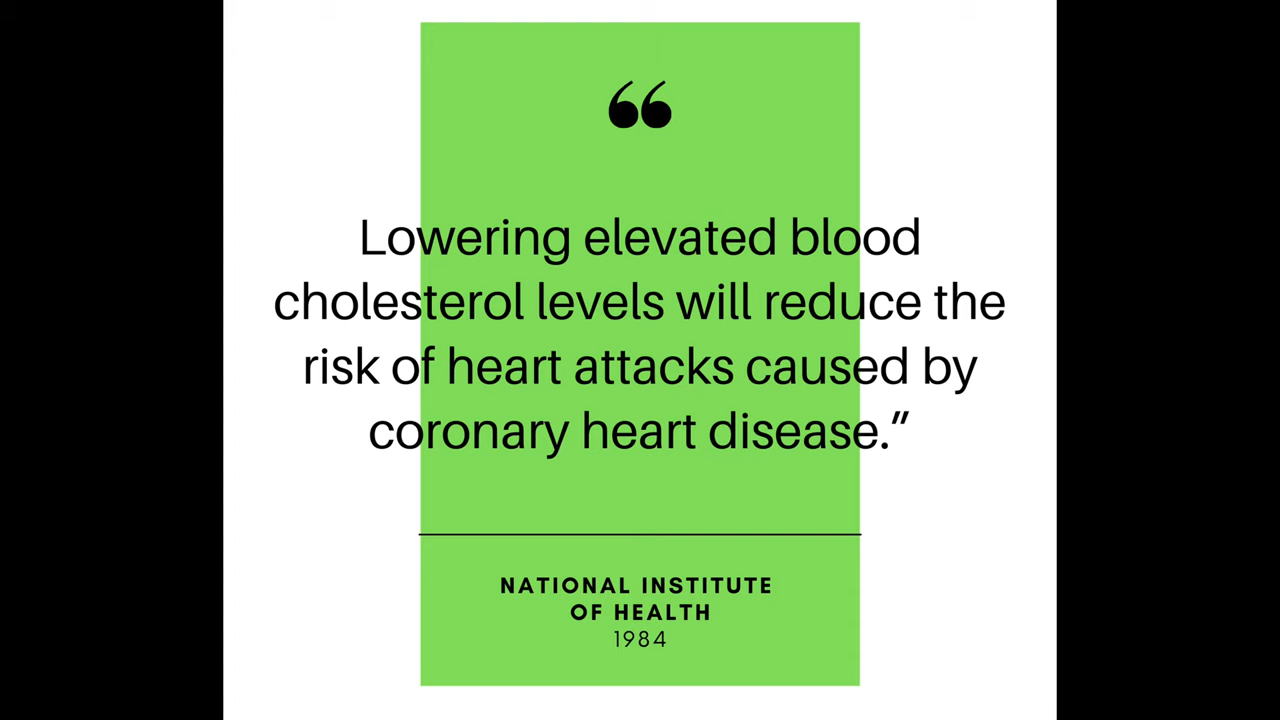 “
Lowering elevated blood
cholesterol levels will reduce the
risk of heart attacks caused by
coronary heart disease.”
NATIONAL INSTITUTE
OF HEALTH
1984